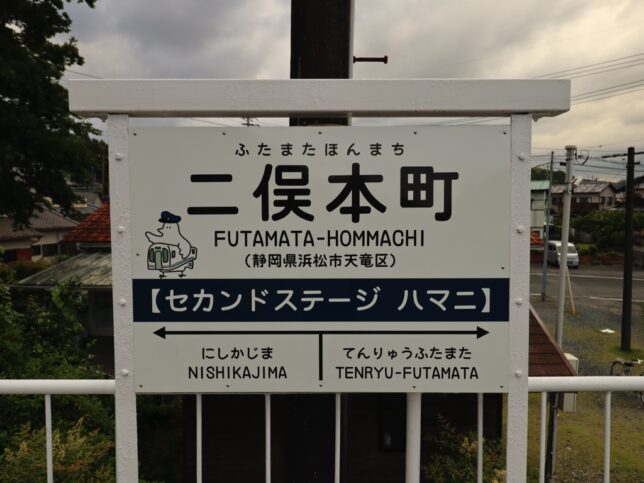 ふたまたほんまち
二俣本町
FUTAMATA-HOMMACHI
(静岡県浜松市天竜区)
【セカンドステージ ハマニ】
にしかじま てんりゅうふたまた
NISHIKAJIMA TENRYU-FUTAMATA